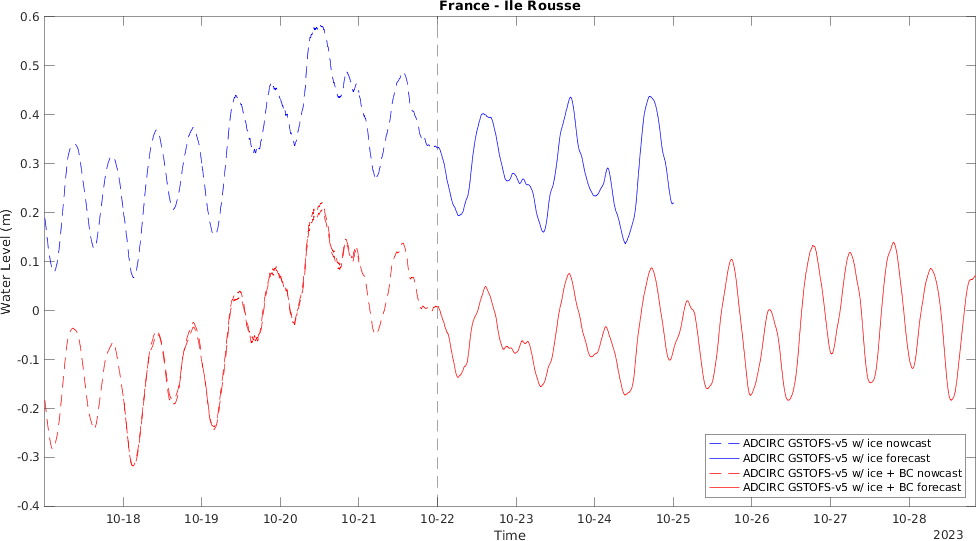 France - Ile Rousse
Water Level (m)
0.6
0.5
0.4
0.3
0.2
0.1
0
-0.1
-0.2
-0.3
-0.4
ADCIRC GSTOFS-v5 w/ ice nowcast
ADCIRC GSTOFS-v5 w/ ice forecast
ADCIRC GSTOFS-v5 w/ ice + BC nowcast
ADCIRC GSTOFS-v5 w/ ice + BC forecast
10-18 10-19 10-20 10-21 10-22 10-23 10-24 10-25 10-26 10-27 10-28
Time
2023